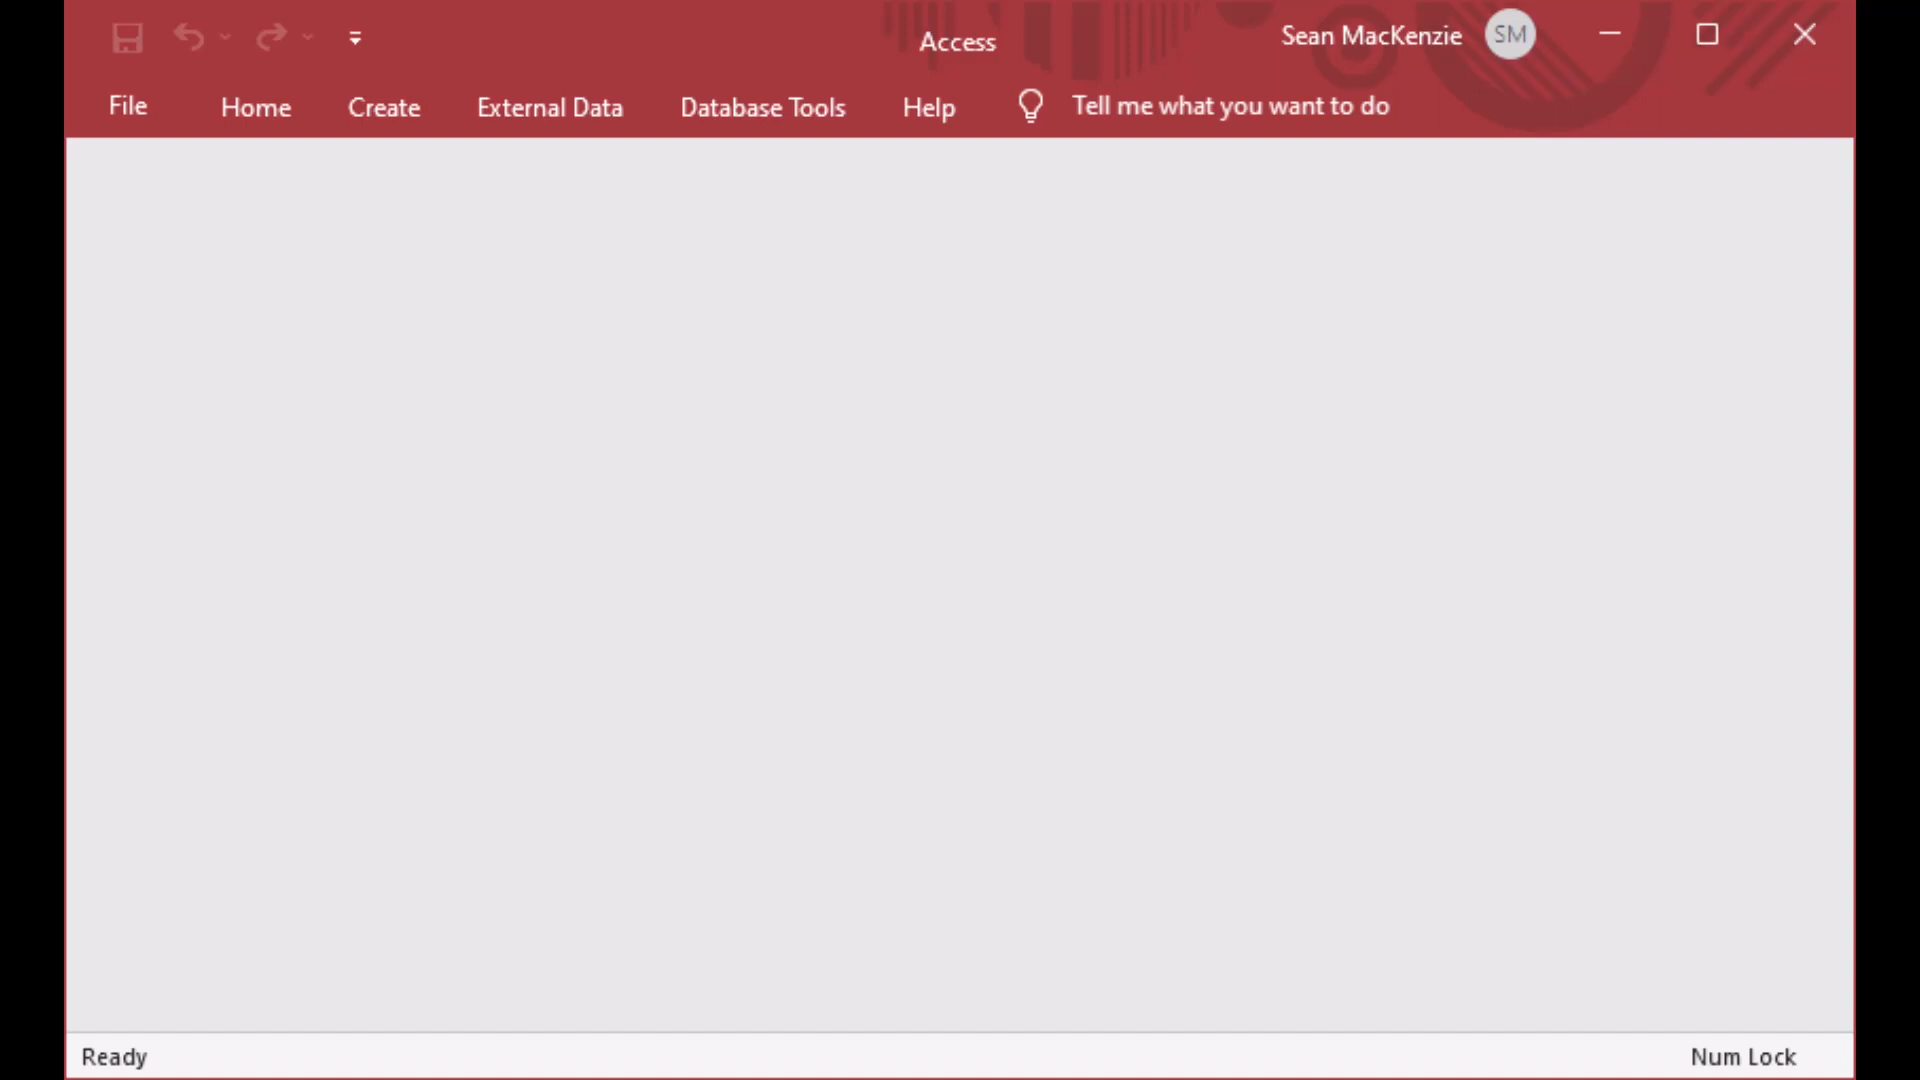 Access
Sean MacKenzie
SM
File
Home
Create
External Data
Database Tools
Help
Tell me what you want to do
Ready
Num Lock